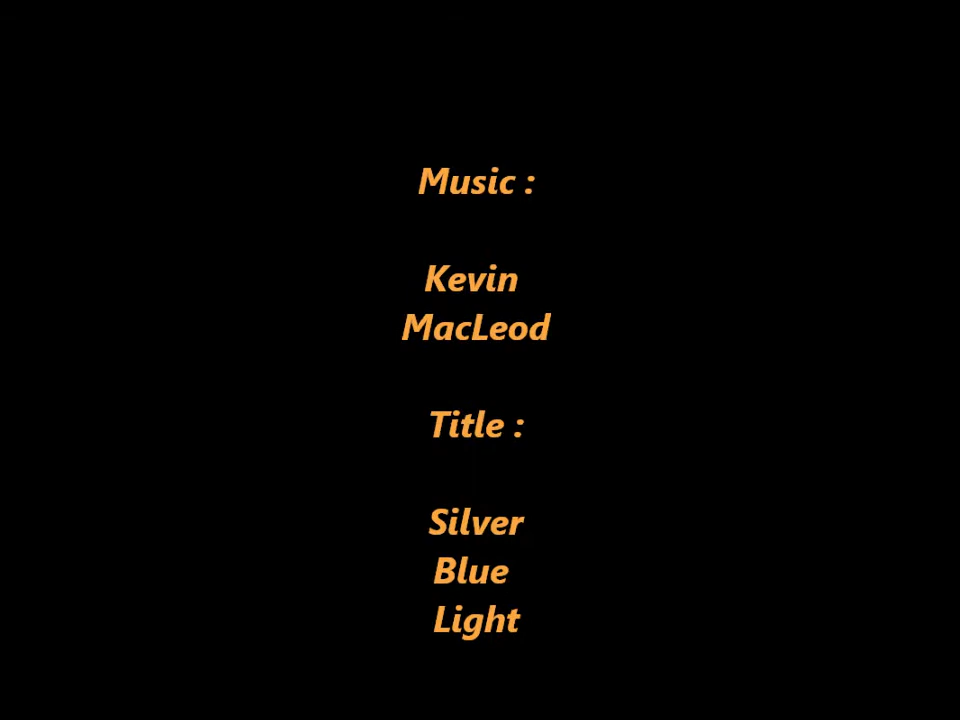 Music :
Kevin
MacLeod
Title :
Silver
Blue
Light